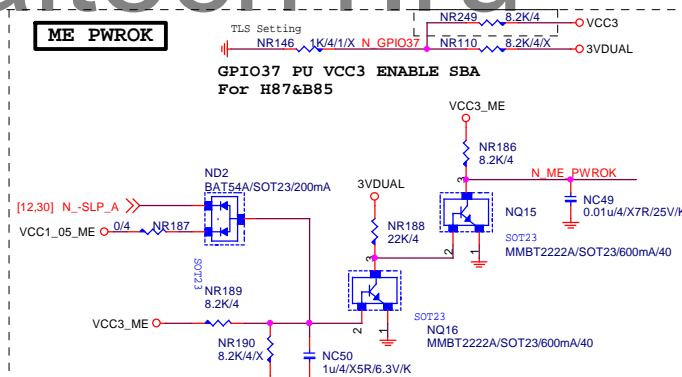 ME PWROK
TLS Setting
NR249 8.2K/4 VCC3
NR146 1K/4/1/X N_GPIO37 NR110 8.2K/4/X 3VDUAL
GPIO37 PU VCC3 ENABLE SBA
For H87&B85
VCC3_ME
NR186
8.2K/4
ND2
BAT54A/SOT23/200mA
3VDUAL
3
N_ME_PWROK
[12,30] N_-SLP_A
NQ15
NC49
0.01u/4/X7R/25V/K
VCC1_05_ME 0/4 NR187
NR188
22K/4
SOT23
MMBT2222A/SOT23/600mA/40
2
1
3
SOT23
NR189
8.2K/4
VCC3_ME
SOT23
NQ16
MMBT2222A/SOT23/600mA/40
2
1
NR190
8.2K/4/X
NC50
1u/4/X5R/6.3V/K